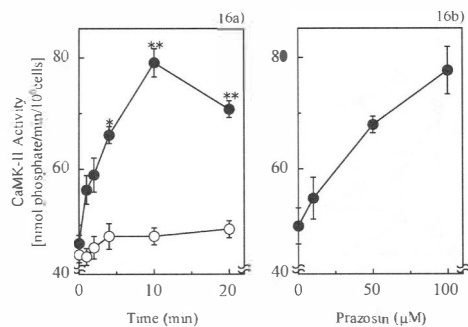 16a)
16b)
CaMK-II Activity
[nmol phosphate/min/10⁶cells]
80
60
40
*
**
**
0
10
20
Time (min)
80
60
40
0
50
100
Prazosin (μM)